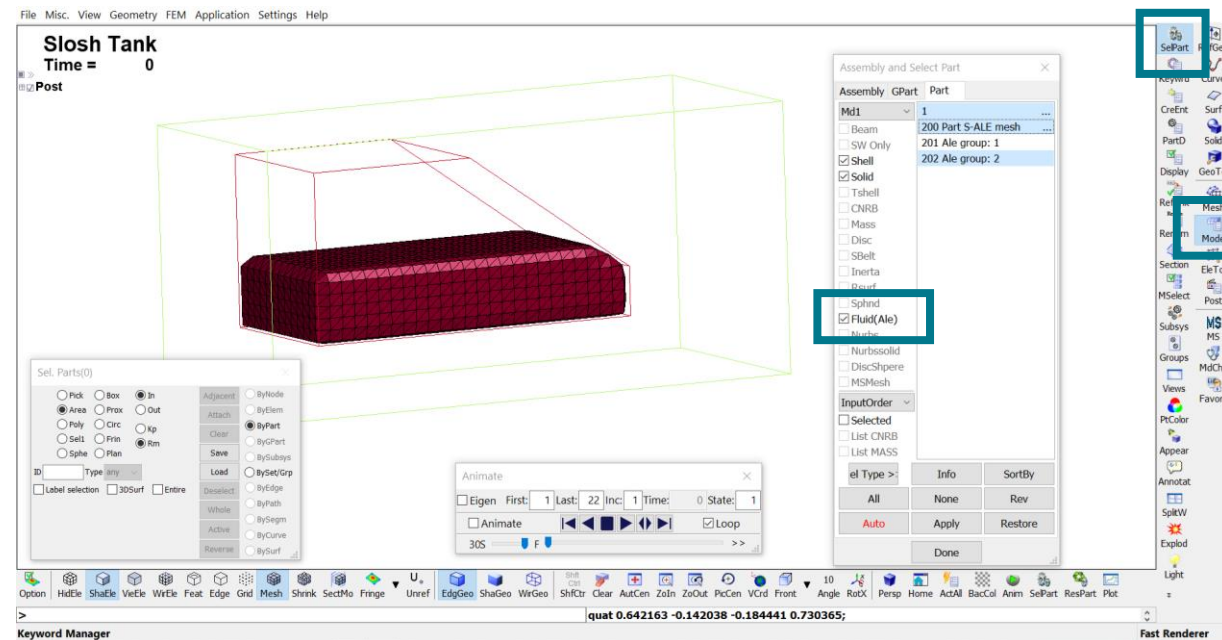 File Misc. View Geometry FEM Application Settings Help
Slosh Tank
Time = 0
Post
Assembly and Select Part
Assembly GPart Part
Md1
Beam
SW Only
Shell
Solid
Tshell
CNRB
Mass
Disc
SBelt
Inerta
Rsurf
Sphnd
Fluid(Ale)
Nurbs
Nurbssolid
DiscShpere
MSMesh
InputOrder
Selected
List CNRB
List MASS
1 ...
200 Part S-ALE mesh ...
201 Ale group: 1
202 Ale group: 2
el Type >: Info SortBy
All None Rev
Auto Apply Restore
Done
Sel. Parts(0)
Pick Box In Adjacent ByNode
Area Prox Out Attach ByElem
Poly Circ Kp Clear ByPart
Sel1 Frin Rm ByGPart
Sphe Plan Save BySubsys
ID Type any Load BySet/Grp
Label selection 3DSurf Entire Deselect ByEdge
Whole ByPath
Active BySegm
ByCurve
Reverse BySurf
Animate
Eigen First: 1 Last: 22 Inc: 1 Time: 0 State: 1
Animate Loop
30S F >>
SelPart
Keywrd Curve
CreEnt Surf
PartD Solid
Display GeoT
Mesh
Mode
Section EleTo
MSelect Post
Subsys MS
MS
Groups MdCh
Views Favor
PtColor
Appear
Annotat
SplitW
Explod
Light
Option HidEle ShaEle VieEle WirEle Feat Edge Grid Mesh Shrink SectMo Fringe Unref EdgGeo ShaGeo WirGeo ShfCtr Clear AutCen ZoIn ZoOut PicCen VCrd Front 10 Angle RotX Persp Home ActAll BacCol Anim SelPart ResPart Plot
> quat 0.642163 -0.142038 -0.184441 0.730365;
Keyword Manager Fast Renderer